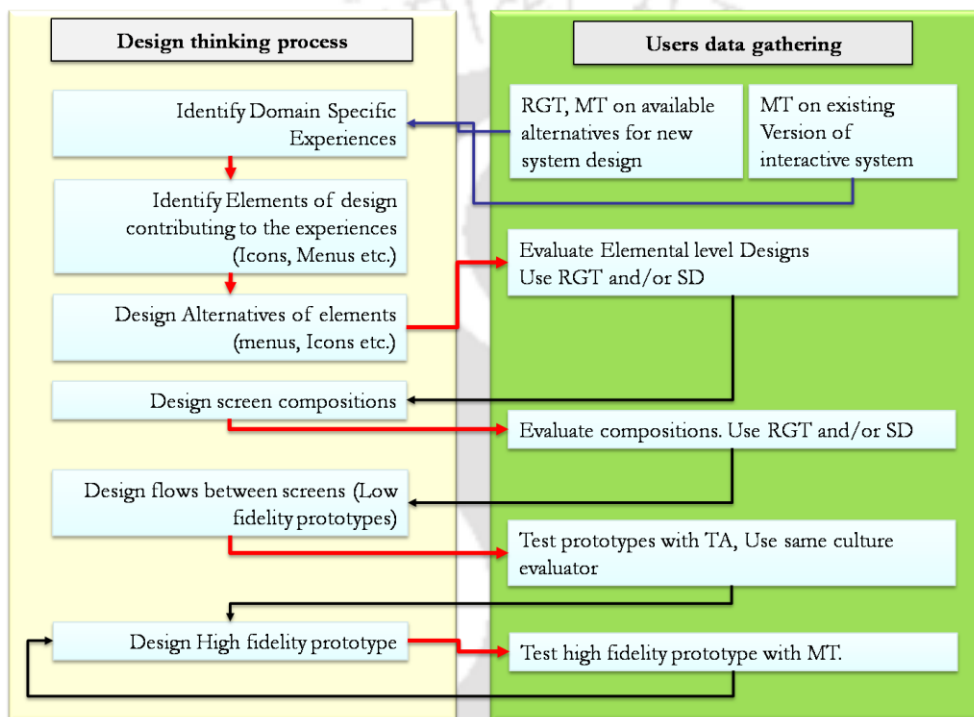 Design thinking process
Identify Domain Specific
Experiences
Identify Elements of design
contributing to the experiences
(Icons, Menus etc.)
Design Alternatives of elements
(menus, Icons etc.)
Design screen compositions
Design flows between screens (Low
fidelity prototypes)
Design High fidelity prototype
Users data gathering
RGT, MT on available
alternatives for new
system design
MT on existing
Version of
interactive system
Evaluate Elemental level Designs
Use RGT and/or SD
Evaluate compositions. Use RGT and/or SD
Test prototypes with TA, Use same culture
evaluator
Test high fidelity prototype with MT.